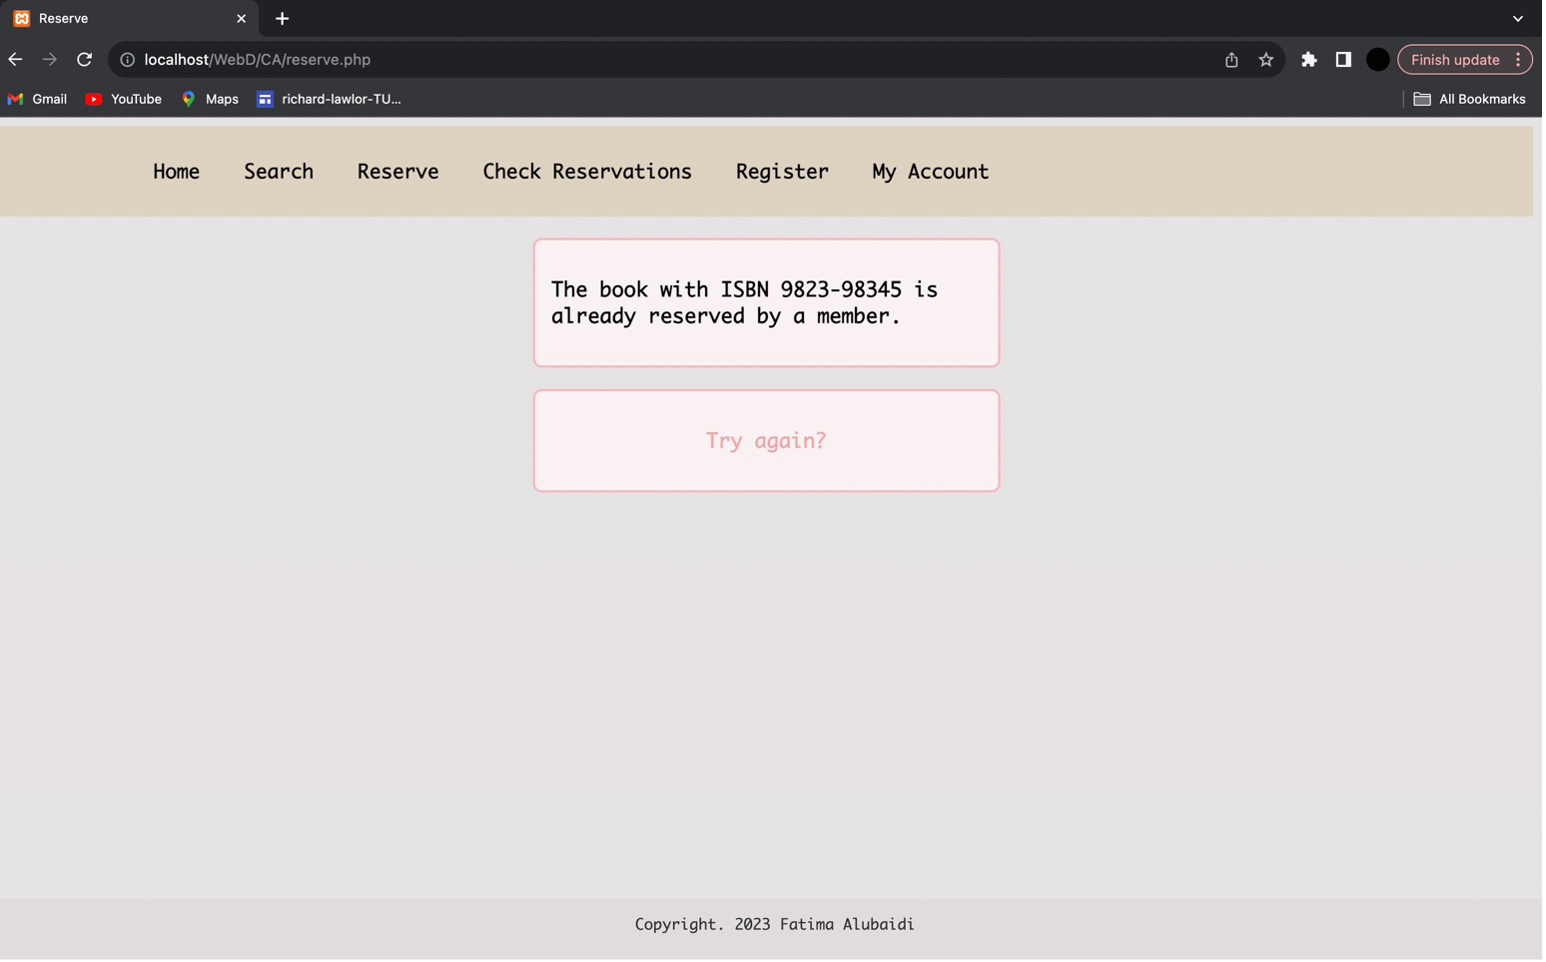 Reserve
localhost/WebD/CA/reserve.php
Finish update
Gmail
YouTube
Maps
richard-lawlor-TU...
All Bookmarks
Home
Search
Reserve
Check Reservations
Register
My Account
The book with ISBN 9823-98345 is
already reserved by a member.
Try again?
Copyright. 2023 Fatima Alubaidi